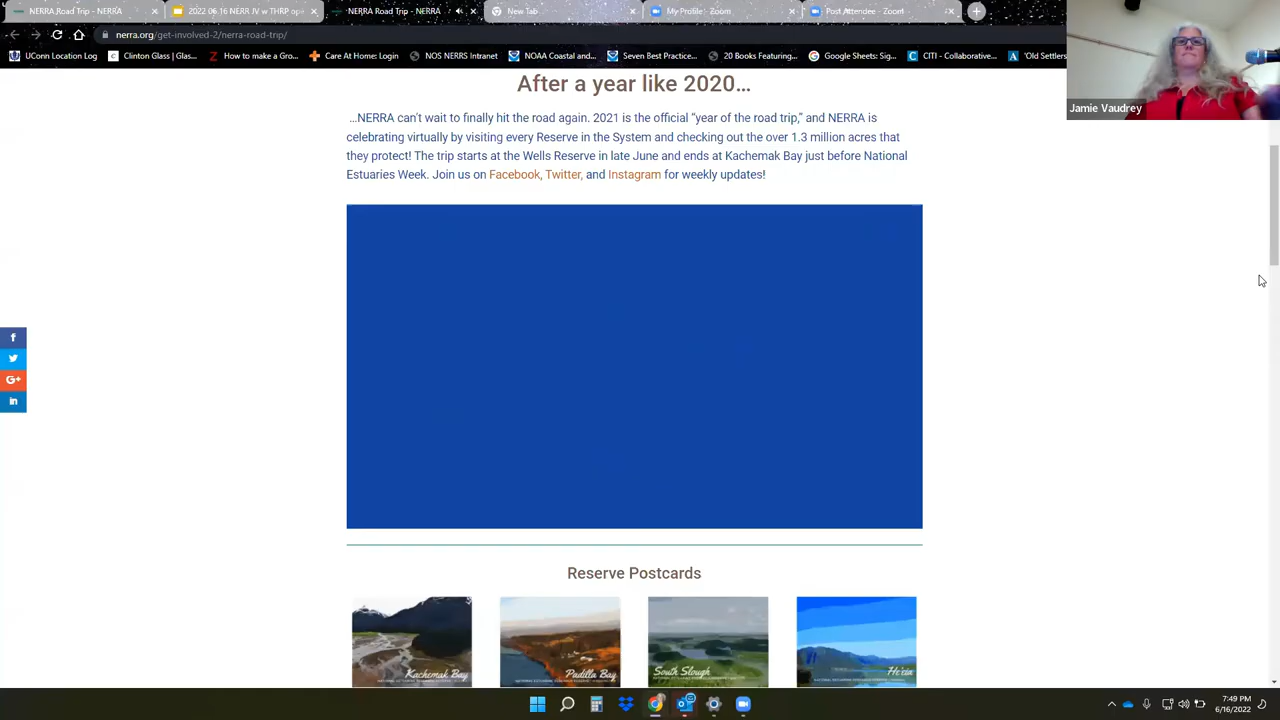 NERRA Road Trip - NERRA
2022 06 16 NERR JV w THRP ope
NERRA Road Trip - NERRA
New Tab
My Profile - Zoom
Post Attendee - Zoom
nerra.org/get-involved-2/nerra-road-trip/
UConn Location Log
Clinton Glass | Glas...
How to make a Gro...
Care At Home: Login
NOS NERRS Intranet
NOAA Coastal and...
Seven Best Practice...
20 Books Featuring...
Google Sheets: Sig...
CITI - Collaborative...
'Old Settlers
Jamie Vaudrey
After a year like 2020...
...NERRA can't wait to finally hit the road again. 2021 is the official “year of the road trip,” and NERRA is
celebrating virtually by visiting every Reserve in the System and checking out the over 1.3 million acres that
they protect! The trip starts at the Wells Reserve in late June and ends at Kachemak Bay just before National
Estuaries Week. Join us on Facebook, Twitter, and Instagram for weekly updates!
Reserve Postcards
Kachemak Bay
Padilla Bay
South Slough
He'eia
7:49 PM
6/16/2022